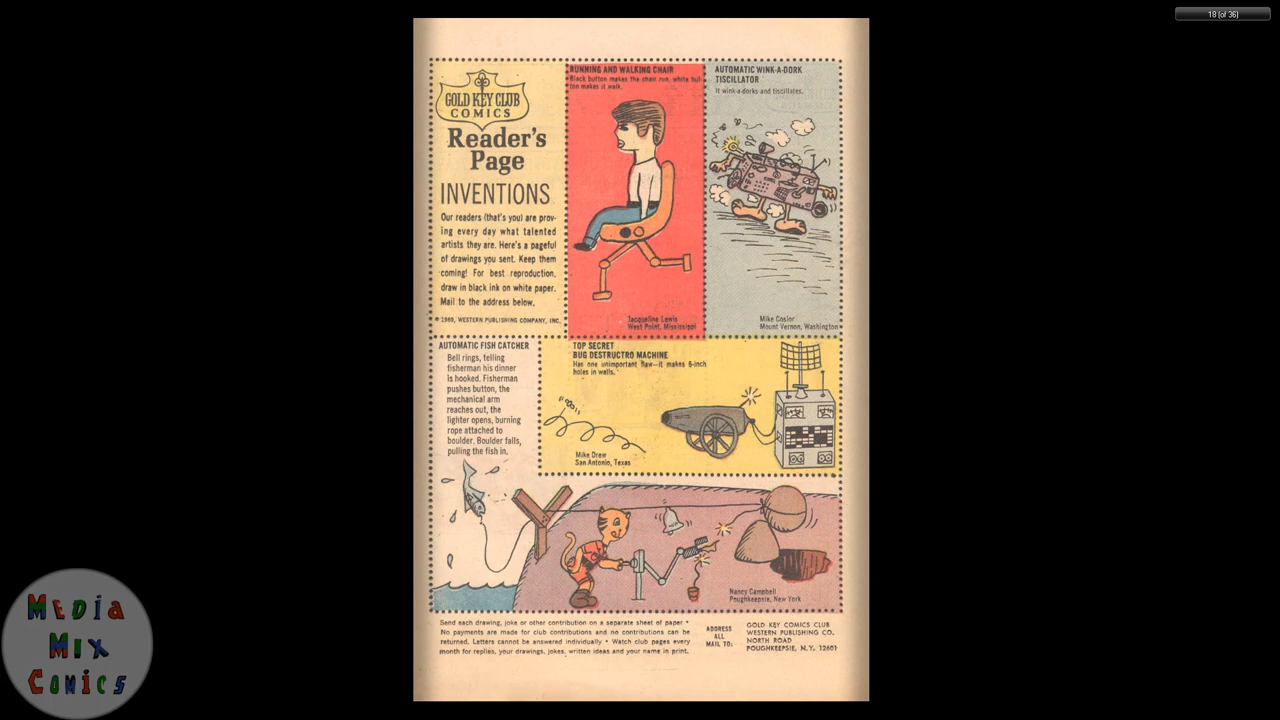 18 (of 36)
GOLD KEY CLUB
COMICS
Reader's
Page
INVENTIONS
Our readers (that's you) are prov-
ing every day what talented
artists they are. Here's a pageful
of drawings you sent. Keep them
coming! For best reproduction,
draw in black ink on white paper.
Mail to the address below.
© 1969, WESTERN PUBLISHING COMPANY, INC.
RUNNING AND WALKING CHAIR
Black button makes the chair run, white but-
ton makes it walk.
Jacqueline Lewis
West Point, Mississippi
AUTOMATIC WINK-A-DORK
TISCILLATOR
It wink-a-dorks and tiscillates.
Mike Coslor
Mount Vernon, Washington
AUTOMATIC FISH CATCHER
Bell rings, telling
fisherman his dinner
is hooked. Fisherman
pushes button, the
mechanical arm
reaches out, the
lighter opens, burning
rope attached to
boulder. Boulder falls,
pulling the fish in.
TOP SECRET
BUG DESTRUCTRO MACHINE
Has one unimportant flaw—it makes 6-inch
holes in walls.
Mike Drew
San Antonio, Texas
Nancy Campbell
Poughkeepsie, New York
Send each drawing, joke or other contribution on a separate sheet of paper •
No payments are made for club contributions and no contributions can be
returned. Letters cannot be answered individually • Watch club pages every
month for replies, your drawings, jokes, written ideas and your name in print.
ADDRESS
ALL
MAIL TO:
GOLD KEY COMICS CLUB
WESTERN PUBLISHING CO.
NORTH ROAD
POUGHKEEPSIE, N.Y. 12601
MEDIA
MIX
COMICS